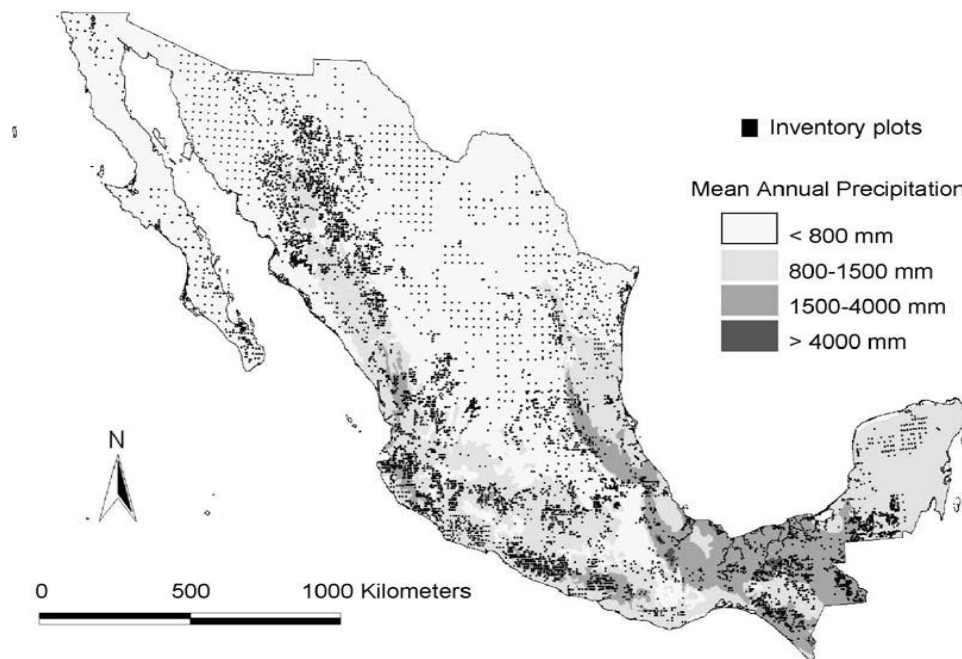 Inventory plots
Mean Annual Precipitation
< 800 mm
800-1500 mm
1500-4000 mm
> 4000 mm
N
0 500 1000 Kilometers